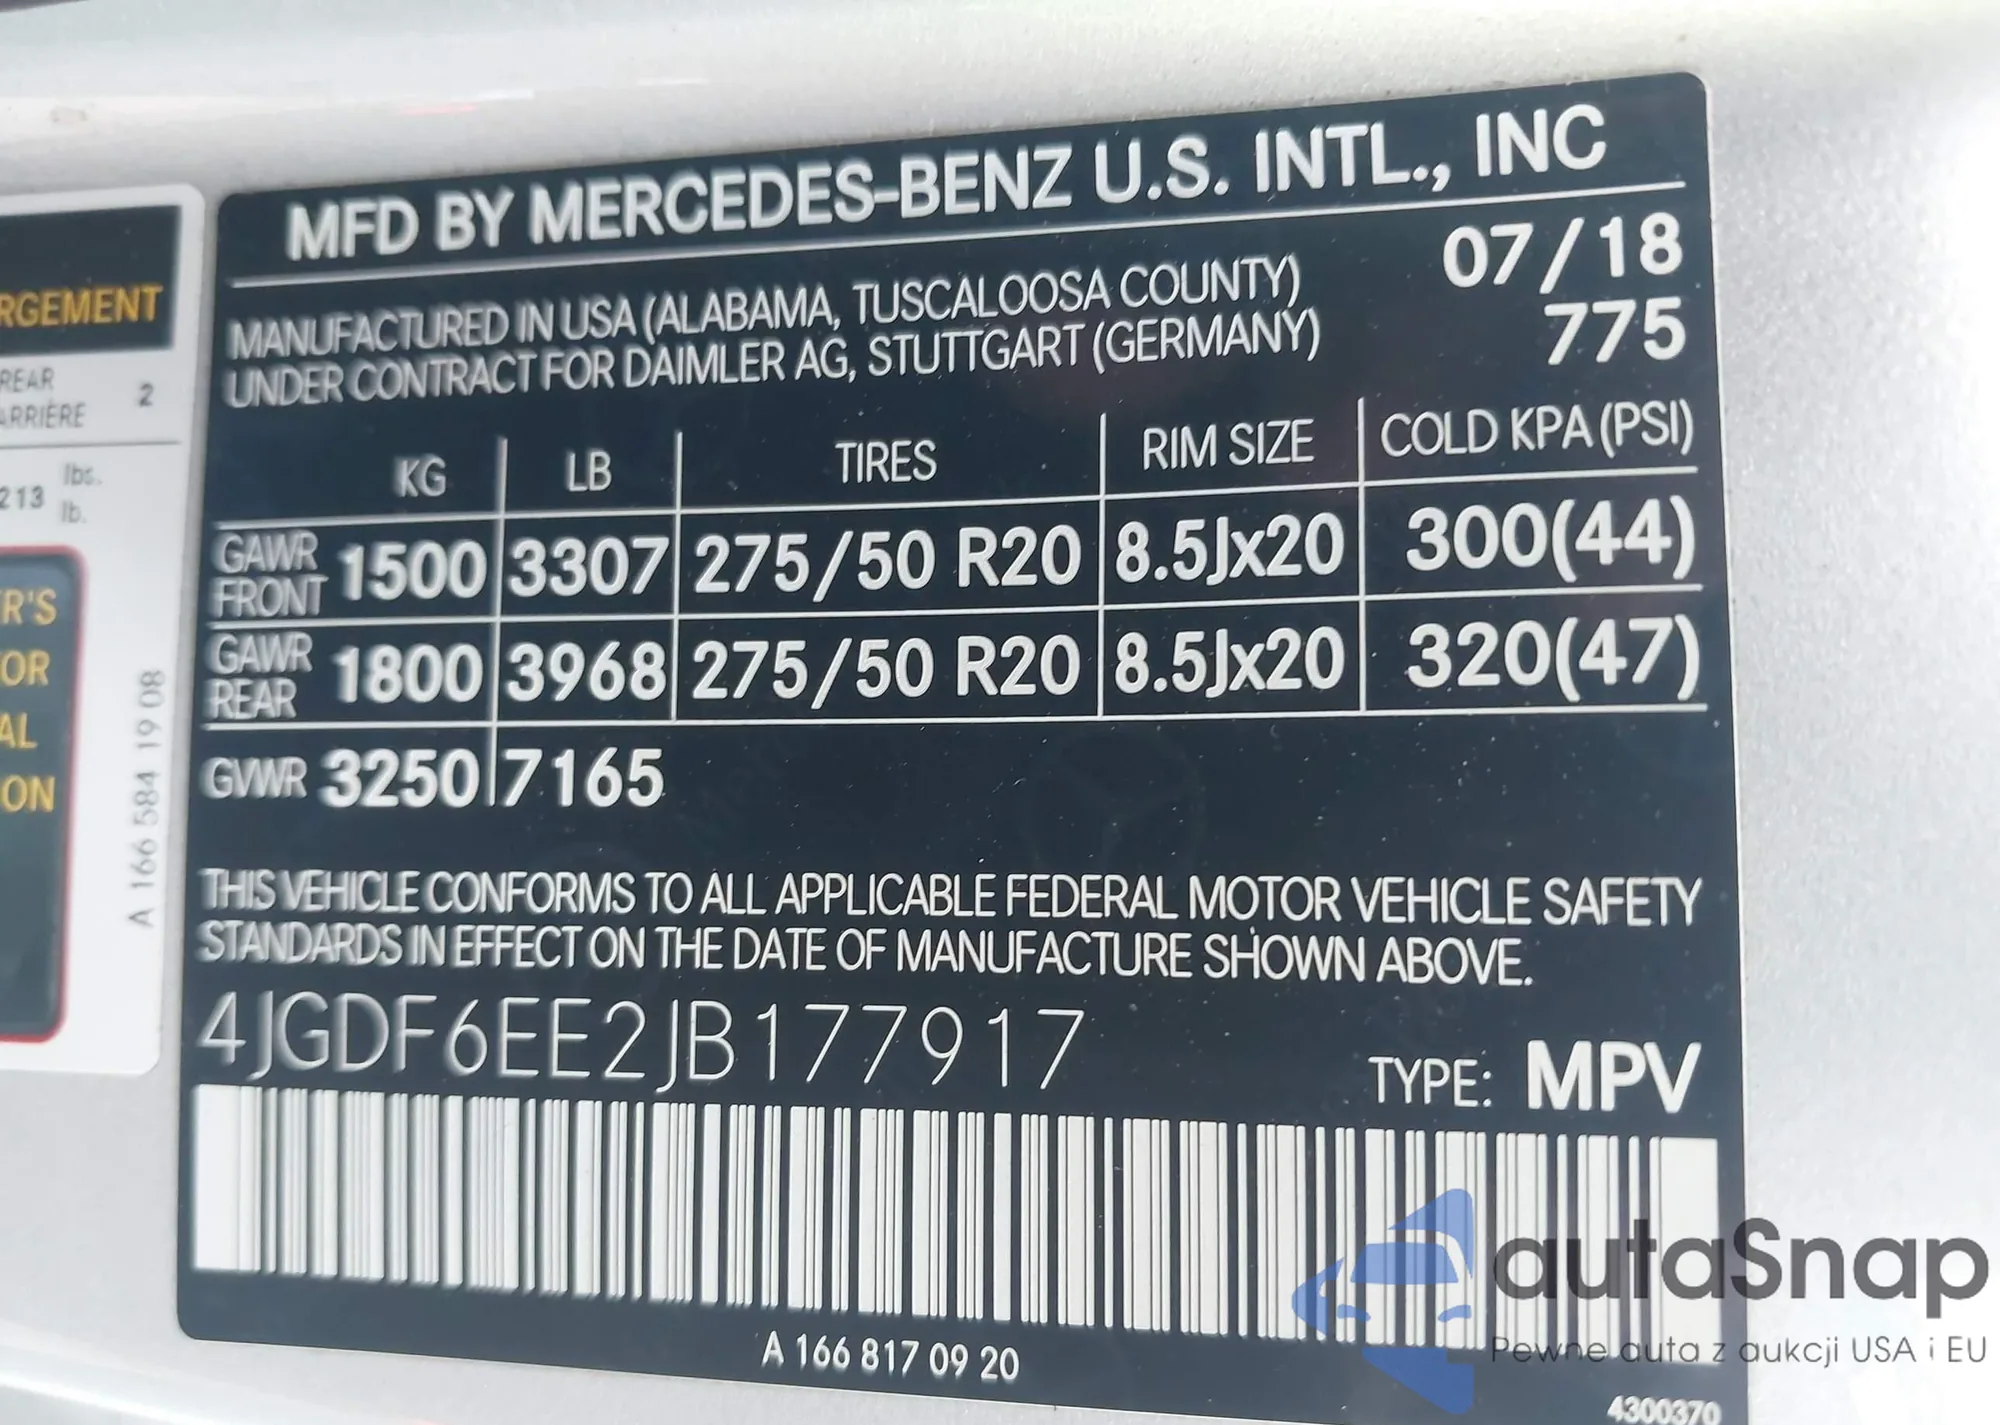 RGEMENT
REAR
ARRIÈRE 2
213 lbs.
lb.
R'S
OR
AL
ON
A 166 584 19 08
MFD BY MERCEDES-BENZ U.S. INTL., INC
MANUFACTURED IN USA (ALABAMA, TUSCALOOSA COUNTY) 07/18
UNDER CONTRACT FOR DAIMLER AG, STUTTGART (GERMANY) 775
KG LB TIRES RIM SIZE COLD KPA (PSI)
GAWR FRONT 1500 3307 275/50 R20 8.5Jx20 300(44)
GAWR REAR 1800 3968 275/50 R20 8.5Jx20 320(47)
GVWR 3250 7165
THIS VEHICLE CONFORMS TO ALL APPLICABLE FEDERAL MOTOR VEHICLE SAFETY
STANDARDS IN EFFECT ON THE DATE OF MANUFACTURE SHOWN ABOVE.
4JGDF6EE2JB177917
TYPE: MPV
A 166 817 09 20
4300370
autaSnap
Pewne auta z aukcji USA i EU